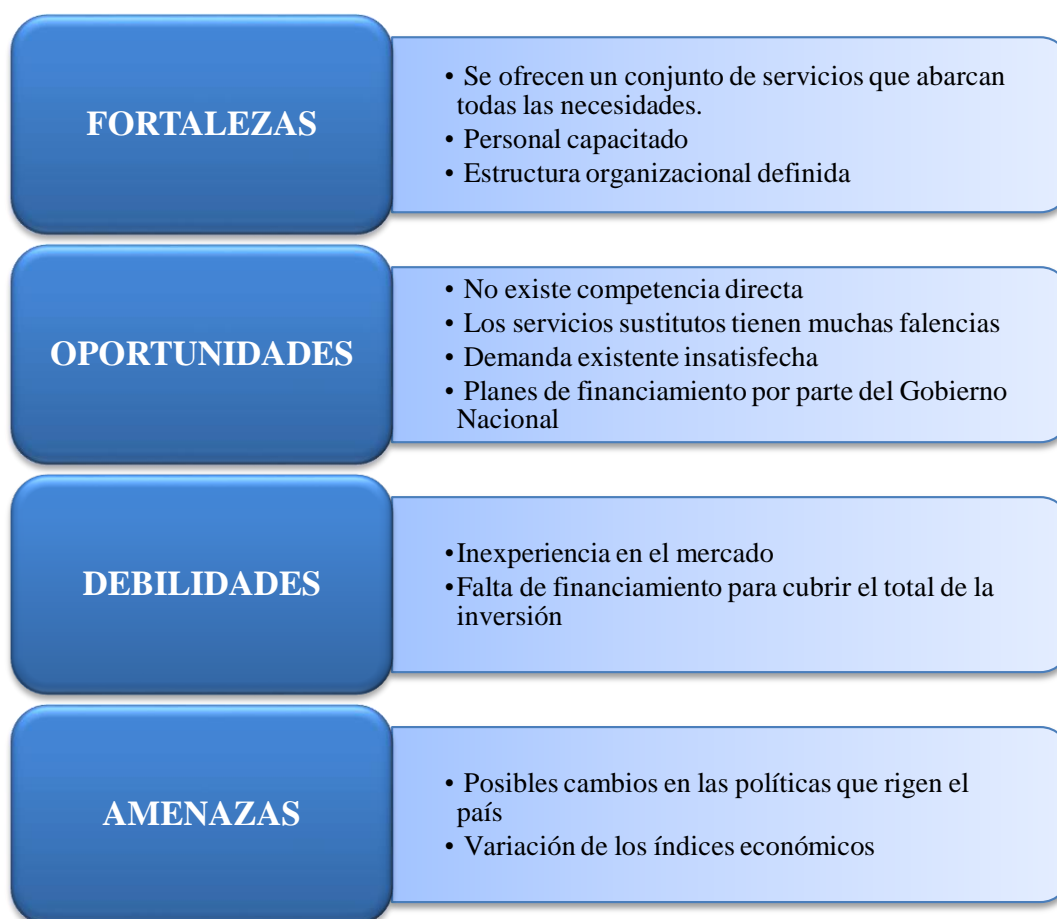 FORTALEZAS
• Se ofrecen un conjunto de servicios que abarcan
todas las necesidades.
• Personal capacitado
• Estructura organizacional definida
OPORTUNIDADES
• No existe competencia directa
• Los servicios sustitutos tienen muchas falencias
• Demanda existente insatisfecha
• Planes de financiamiento por parte del Gobierno
Nacional
DEBILIDADES
•Inexperiencia en el mercado
•Falta de financiamiento para cubrir el total de la
inversión
AMENAZAS
• Posibles cambios en las políticas que rigen el
país
• Variación de los índices económicos